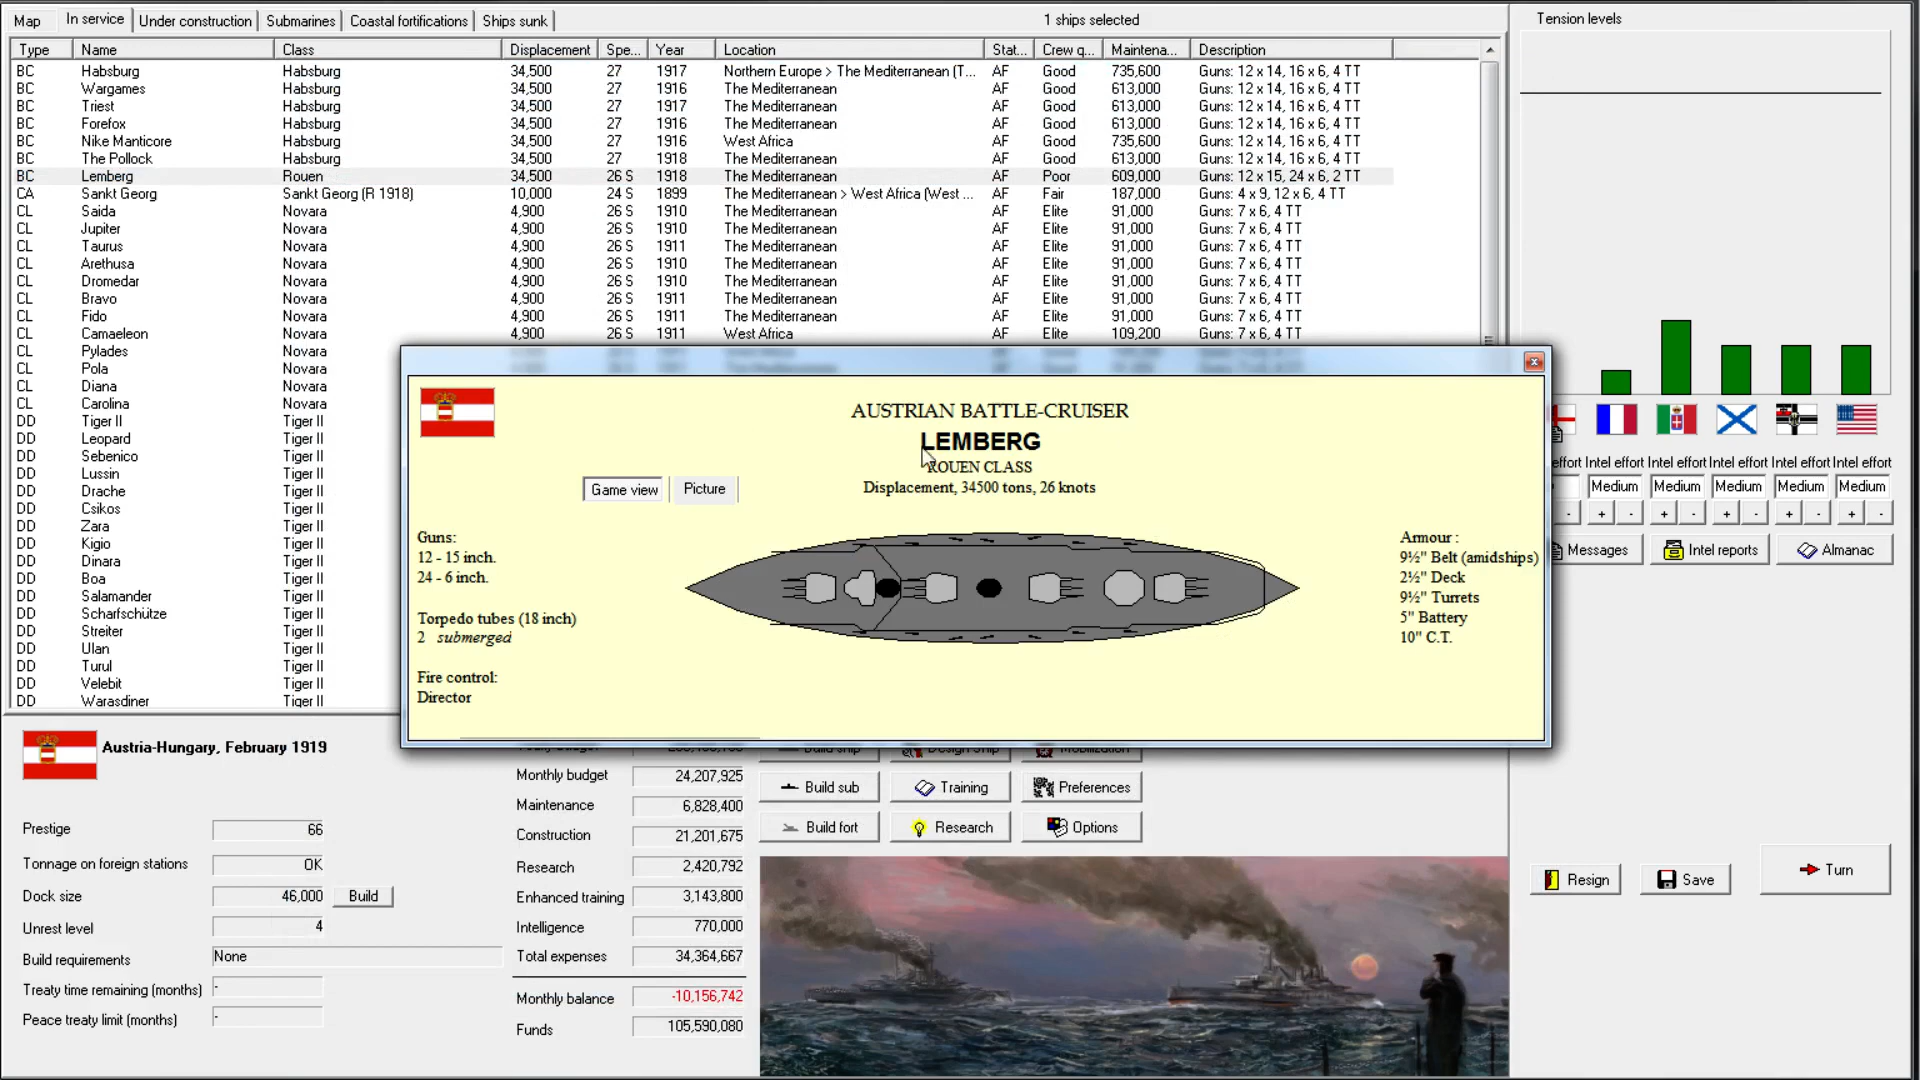 Map In service Under construction Submarines Coastal fortifications Ships sunk 1 ships selected Tension levels
Type Name Class Displacement Spe... Year Location Stat... Crew q... Maintena... Description
BC Habsburg Habsburg 34,500 27 1917 Northern Europe > The Mediterranean (T... AF Good 735,600 Guns: 12 x 14, 16 x 6, 4 TT
BC Wargames Habsburg 34,500 27 1916 The Mediterranean AF Good 613,000 Guns: 12 x 14, 16 x 6, 4 TT
BC Triest Habsburg 34,500 27 1917 The Mediterranean AF Good 613,000 Guns: 12 x 14, 16 x 6, 4 TT
BC Forefox Habsburg 34,500 27 1916 The Mediterranean AF Good 613,000 Guns: 12 x 14, 16 x 6, 4 TT
BC Nike Manticore Habsburg 34,500 27 1916 West Africa AF Good 735,600 Guns: 12 x 14, 16 x 6, 4 TT
BC The Pollock Habsburg 34,500 27 1918 The Mediterranean AF Good 613,000 Guns: 12 x 14, 16 x 6, 4 TT
BC Lemberg Rouen 34,500 26 S 1918 The Mediterranean AF Poor 609,000 Guns: 12 x 15, 24 x 6, 2 TT
CA Sankt Georg Sankt Georg (R 1918) 10,000 24 S 1899 The Mediterranean > West Africa (West ... AF Fair 187,000 Guns: 4 x 9, 12 x 6, 4 TT
CL Saida Novara 4,900 26 S 1910 The Mediterranean AF Elite 91,000 Guns: 7 x 6, 4 TT
CL Jupiter Novara 4,900 26 S 1910 The Mediterranean AF Elite 91,000 Guns: 7 x 6, 4 TT
CL Taurus Novara 4,900 26 S 1911 The Mediterranean AF Elite 91,000 Guns: 7 x 6, 4 TT
CL Arethusa Novara 4,900 26 S 1910 The Mediterranean AF Elite 91,000 Guns: 7 x 6, 4 TT
CL Dromedar Novara 4,900 26 S 1910 The Mediterranean AF Elite 91,000 Guns: 7 x 6, 4 TT
CL Bravo Novara 4,900 26 S 1911 The Mediterranean AF Elite 91,000 Guns: 7 x 6, 4 TT
CL Fido Novara 4,900 26 S 1911 The Mediterranean AF Elite 91,000 Guns: 7 x 6, 4 TT
CL Camaeleon Novara 4,900 26 S 1911 West Africa AF Elite 109,200 Guns: 7 x 6, 4 TT
CL Pylades Novara
CL Pola Novara
CL Diana Novara
CL Carolina Novara
DD Tiger II Tiger II
DD Leopard Tiger II
DD Sebenico Tiger II
DD Lussin Tiger II
DD Drache Tiger II
DD Csikos Tiger II
DD Zara Tiger II
DD Kigio Tiger II
DD Dinara Tiger II
DD Boa Tiger II
DD Salamander Tiger II
DD Scharfschütze Tiger II
DD Streiter Tiger II
DD Ulan Tiger II
DD Turul Tiger II
DD Velebit Tiger II
DD Warasdiner Tiger II
AUSTRIAN BATTLE-CRUISER
LEMBERG
ROUEN CLASS
Displacement, 34500 tons, 26 knots
Game view Picture
Guns:
12 - 15 inch.
24 - 6 inch.
Torpedo tubes (18 inch)
2 submerged
Fire control:
Director
Armour :
9½" Belt (amidships)
2½" Deck
9½" Turrets
5" Battery
10" C.T.
effort Intel effort Intel effort Intel effort Intel effort Intel effort
Medium Medium Medium Medium Medium
- + - + - + - + - + -
Messages Intel reports Almanac
Austria-Hungary, February 1919
Prestige 66
Tonnage on foreign stations OK
Dock size 46,000 Build
Unrest level 4
Build requirements None
Treaty time remaining (months) -
Peace treaty limit (months) -
Monthly budget 24,207,925
Maintenance 6,828,400
Construction 21,201,675
Research 2,420,792
Enhanced training 3,143,800
Intelligence 770,000
Total expenses 34,364,667
Monthly balance -10,156,742
Funds 105,590,080
Build ship Design Ship Mobilization
Build sub Training Preferences
Build fort Research Options
Resign Save Turn